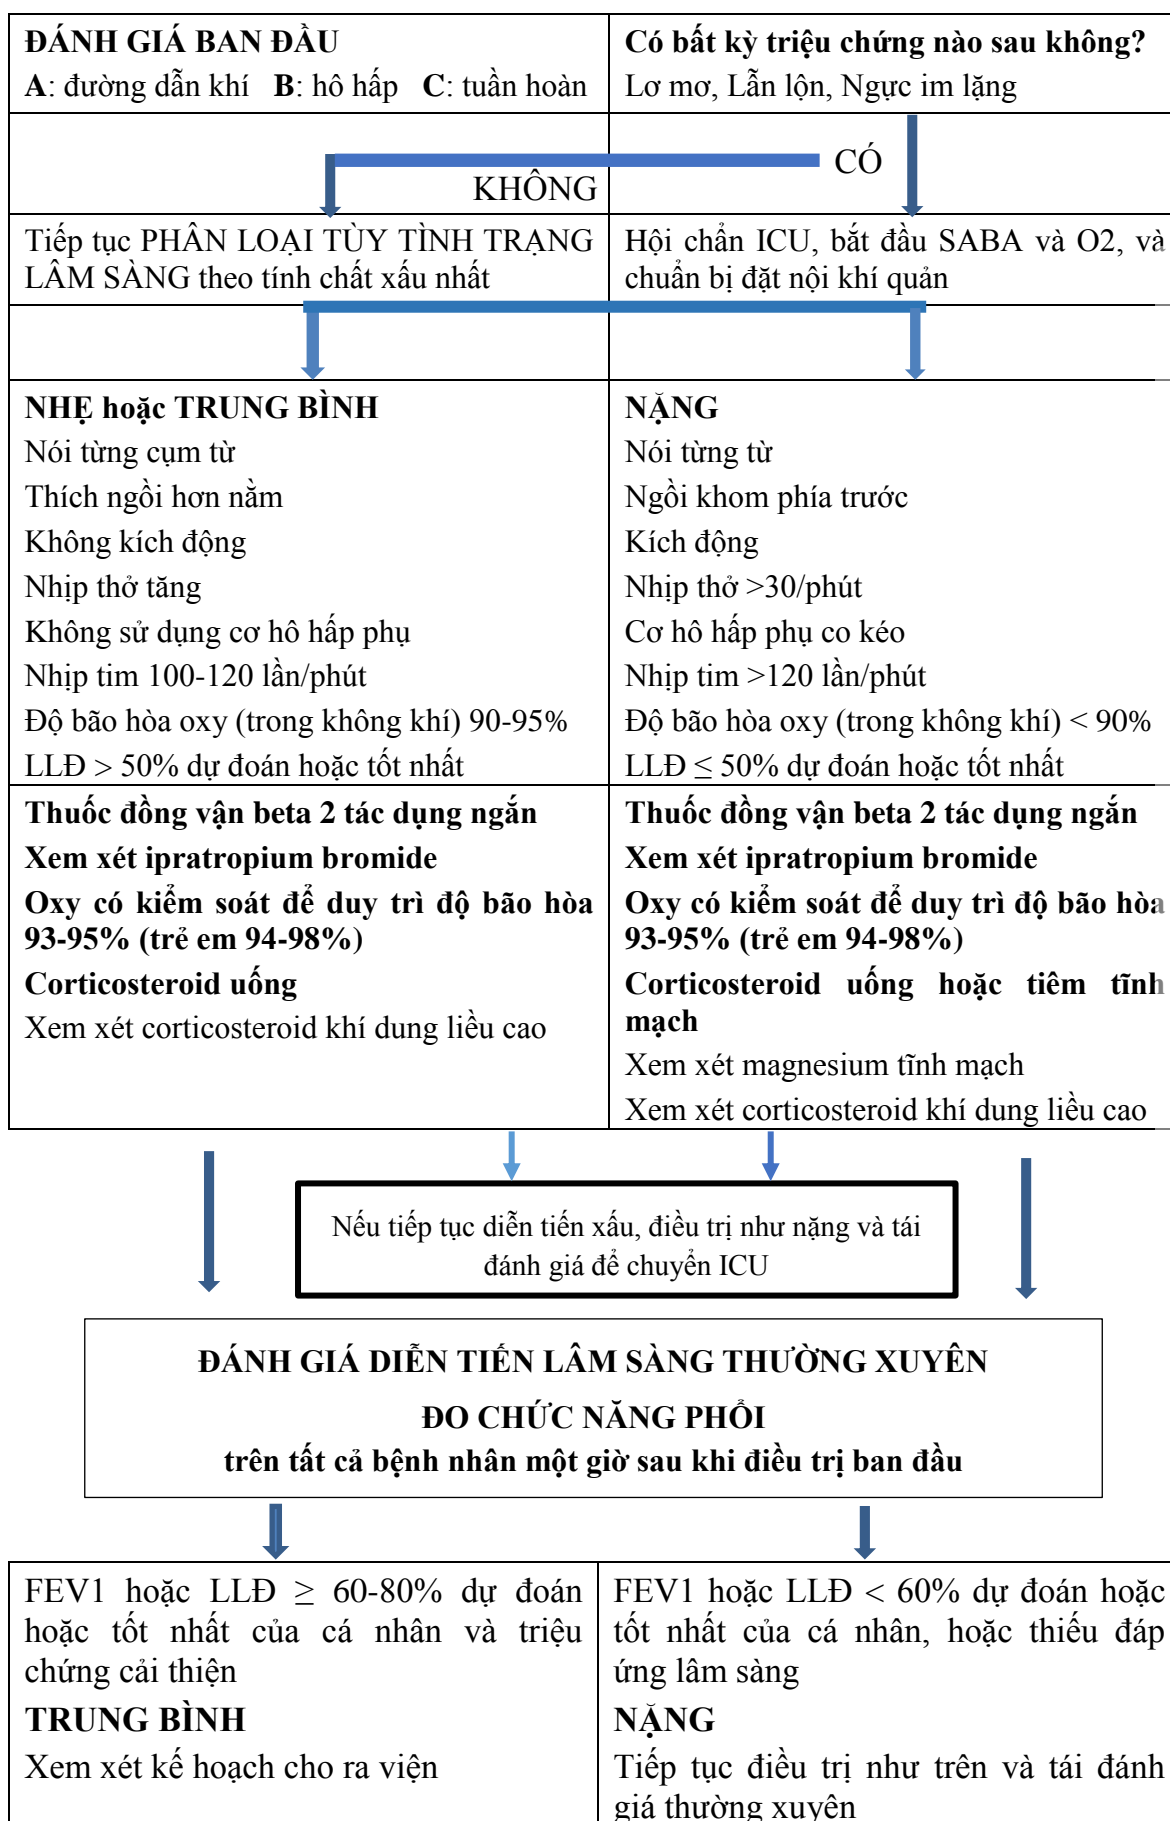 ĐÁNH GIÁ BAN ĐẦU
A: đường dẫn khí B: hô hấp C: tuần hoàn
Có bất kỳ triệu chứng nào sau không?
Lơ mơ, Lẫn lộn, Ngực im lặng
CÓ
KHÔNG
Tiếp tục PHÂN LOẠI TÙY TÌNH TRẠNG
LÂM SÀNG theo tính chất xấu nhất
Hội chẩn ICU, bắt đầu SABA và O2, và
chuẩn bị đặt nội khí quản
NHẸ hoặc TRUNG BÌNH
Nói từng cụm từ
Thích ngồi hơn nằm
Không kích động
Nhịp thở tăng
Không sử dụng cơ hô hấp phụ
Nhịp tim 100-120 lần/phút
Độ bão hòa oxy (trong không khí) 90-95%
LLĐ > 50% dự đoán hoặc tốt nhất
NẶNG
Nói từng từ
Ngồi khom phía trước
Kích động
Nhịp thở >30/phút
Cơ hô hấp phụ co kéo
Nhịp tim >120 lần/phút
Độ bão hòa oxy (trong không khí) < 90%
LLĐ ≤ 50% dự đoán hoặc tốt nhất
Thuốc đồng vận beta 2 tác dụng ngắn
Xem xét ipratropium bromide
Oxy có kiểm soát để duy trì độ bão hòa
93-95% (trẻ em 94-98%)
Corticosteroid uống
Xem xét corticosteroid khí dung liều cao
Thuốc đồng vận beta 2 tác dụng ngắn
Xem xét ipratropium bromide
Oxy có kiểm soát để duy trì độ bão hòa
93-95% (trẻ em 94-98%)
Corticosteroid uống hoặc tiêm tĩnh
mạch
Xem xét magnesium tĩnh mạch
Xem xét corticosteroid khí dung liều cao
Nếu tiếp tục diễn tiến xấu, điều trị như nặng và tái
đánh giá để chuyển ICU
ĐÁNH GIÁ DIỄN TIẾN LÂM SÀNG THƯỜNG XUYÊN
ĐO CHỨC NĂNG PHỔI
trên tất cả bệnh nhân một giờ sau khi điều trị ban đầu
FEV1 hoặc LLĐ ≥ 60-80% dự đoán
hoặc tốt nhất của cá nhân và triệu
chứng cải thiện
TRUNG BÌNH
Xem xét kế hoạch cho ra viện
FEV1 hoặc LLĐ < 60% dự đoán hoặc
tốt nhất của cá nhân, hoặc thiếu đáp
ứng lâm sàng
NẶNG
Tiếp tục điều trị như trên và tái đánh
giá thường xuyên